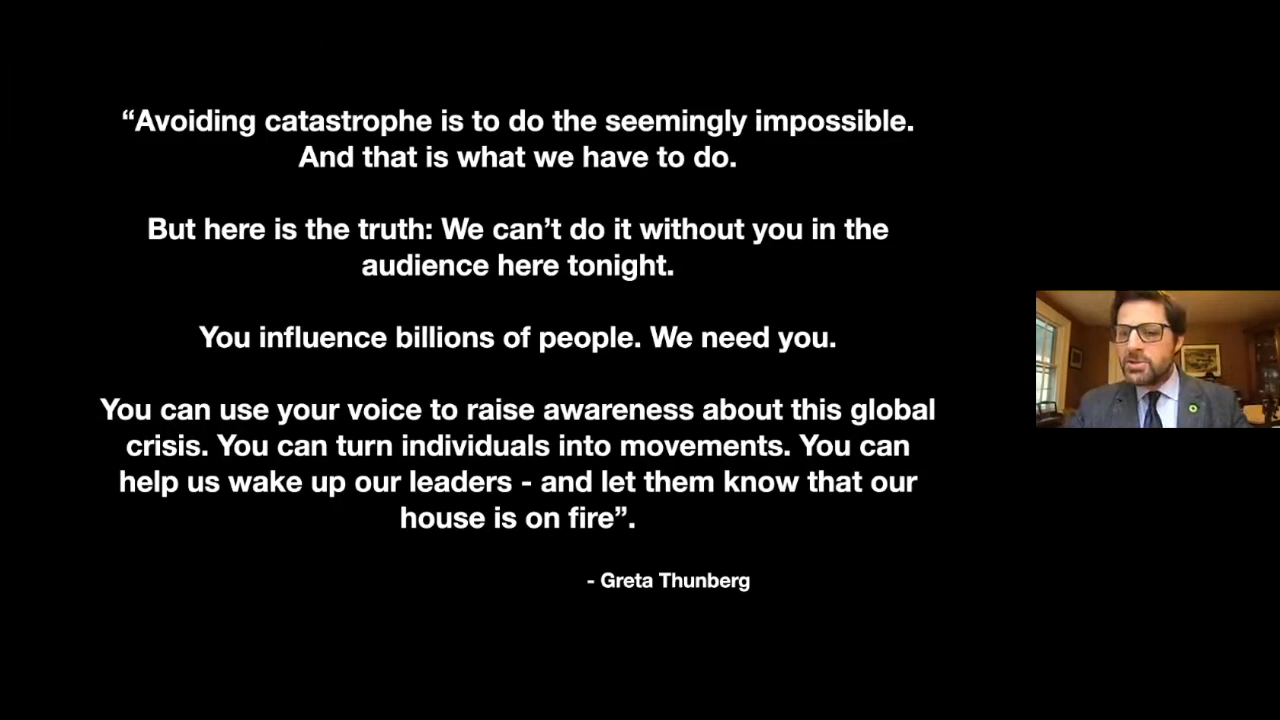 “Avoiding catastrophe is to do the seemingly impossible.
And that is what we have to do.
But here is the truth: We can’t do it without you in the
audience here tonight.
You influence billions of people. We need you.
You can use your voice to raise awareness about this global
crisis. You can turn individuals into movements. You can
help us wake up our leaders - and let them know that our
house is on fire”.
- Greta Thunberg